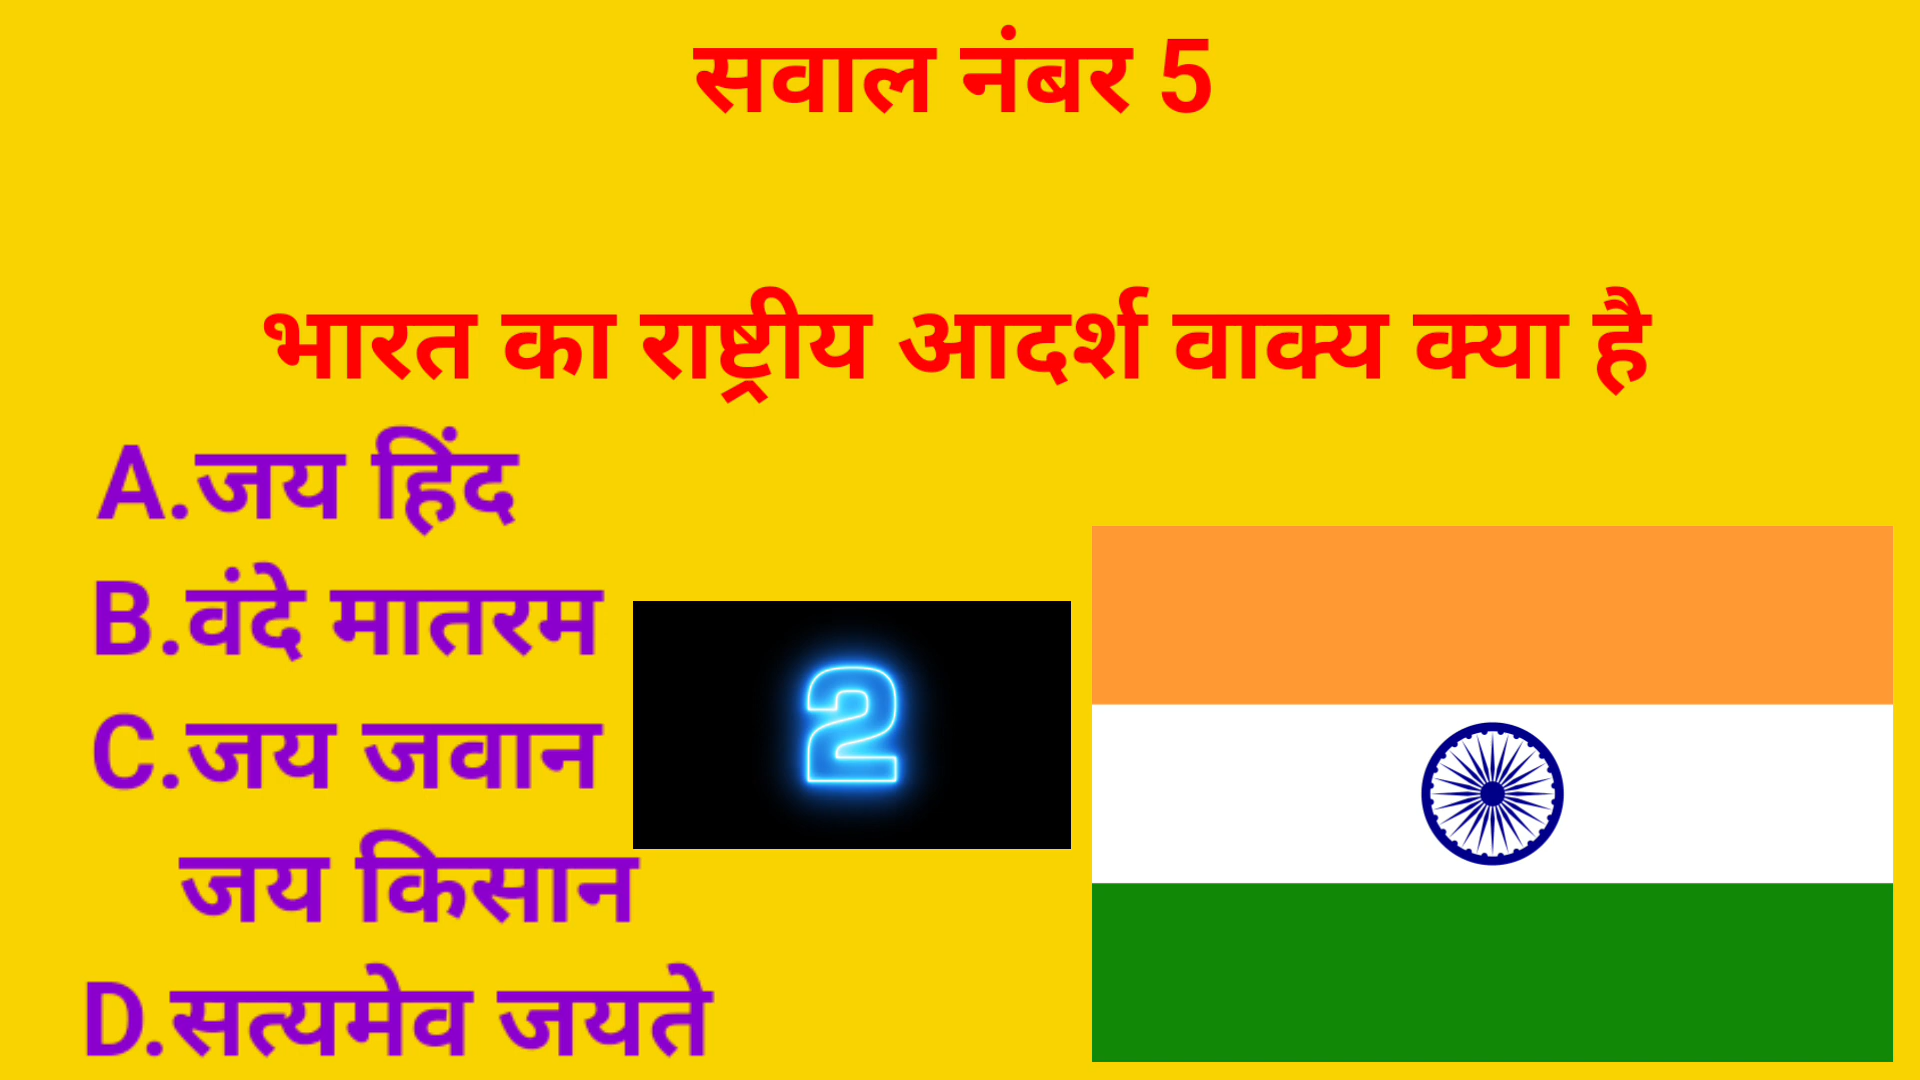 सवाल नंबर 5
भारत का राष्ट्रीय आदर्श वाक्य क्या है
A.जय हिंद
B.वंदे मातरम
C.जय जवान
जय किसान
D.सत्यमेव जयते
2